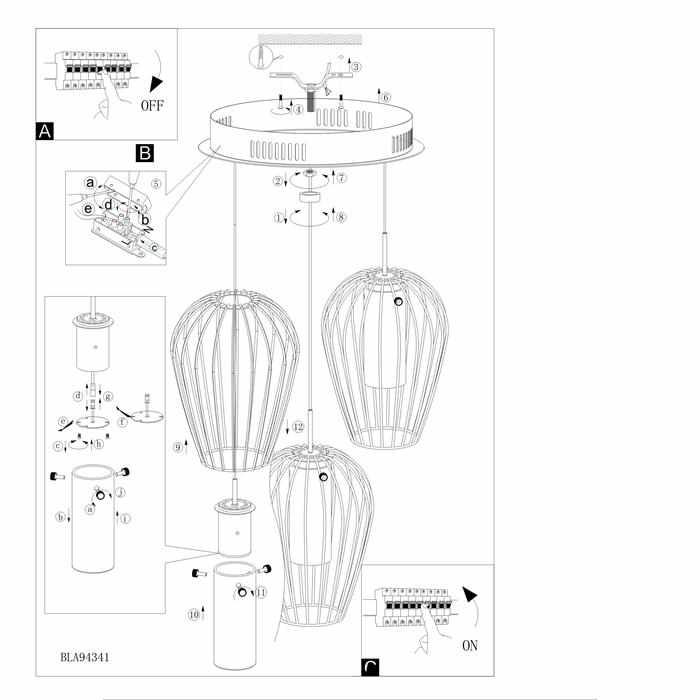 OFF
A
B
③
⑥
④
②
⑦
①
⑧
a
⑤
d
e
b
N
L
c
d
g
e
f
c
h
j
a
b
i
⑨
⑫
⑩
⑪
ON
C
BLA94341